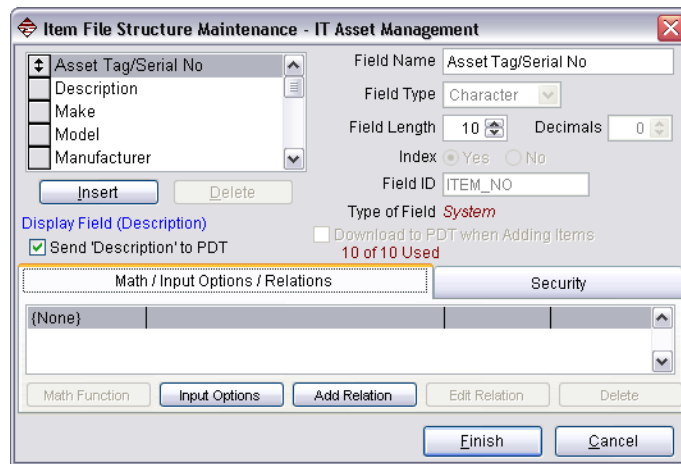 Item File Structure Maintenance - IT Asset Management
Asset Tag/Serial No
Description
Make
Model
Manufacturer
Insert
Delete
Display Field (Description)
Send 'Description' to PDT
Field Name Asset Tag/Serial No
Field Type Character
Field Length 10 Decimals 0
Index Yes No
Field ID ITEM_NO
Type of Field System
Download to PDT when Adding Items
10 of 10 Used
Math / Input Options / Relations
Security
{None}
Math Function
Input Options
Add Relation
Edit Relation
Delete
Finish
Cancel